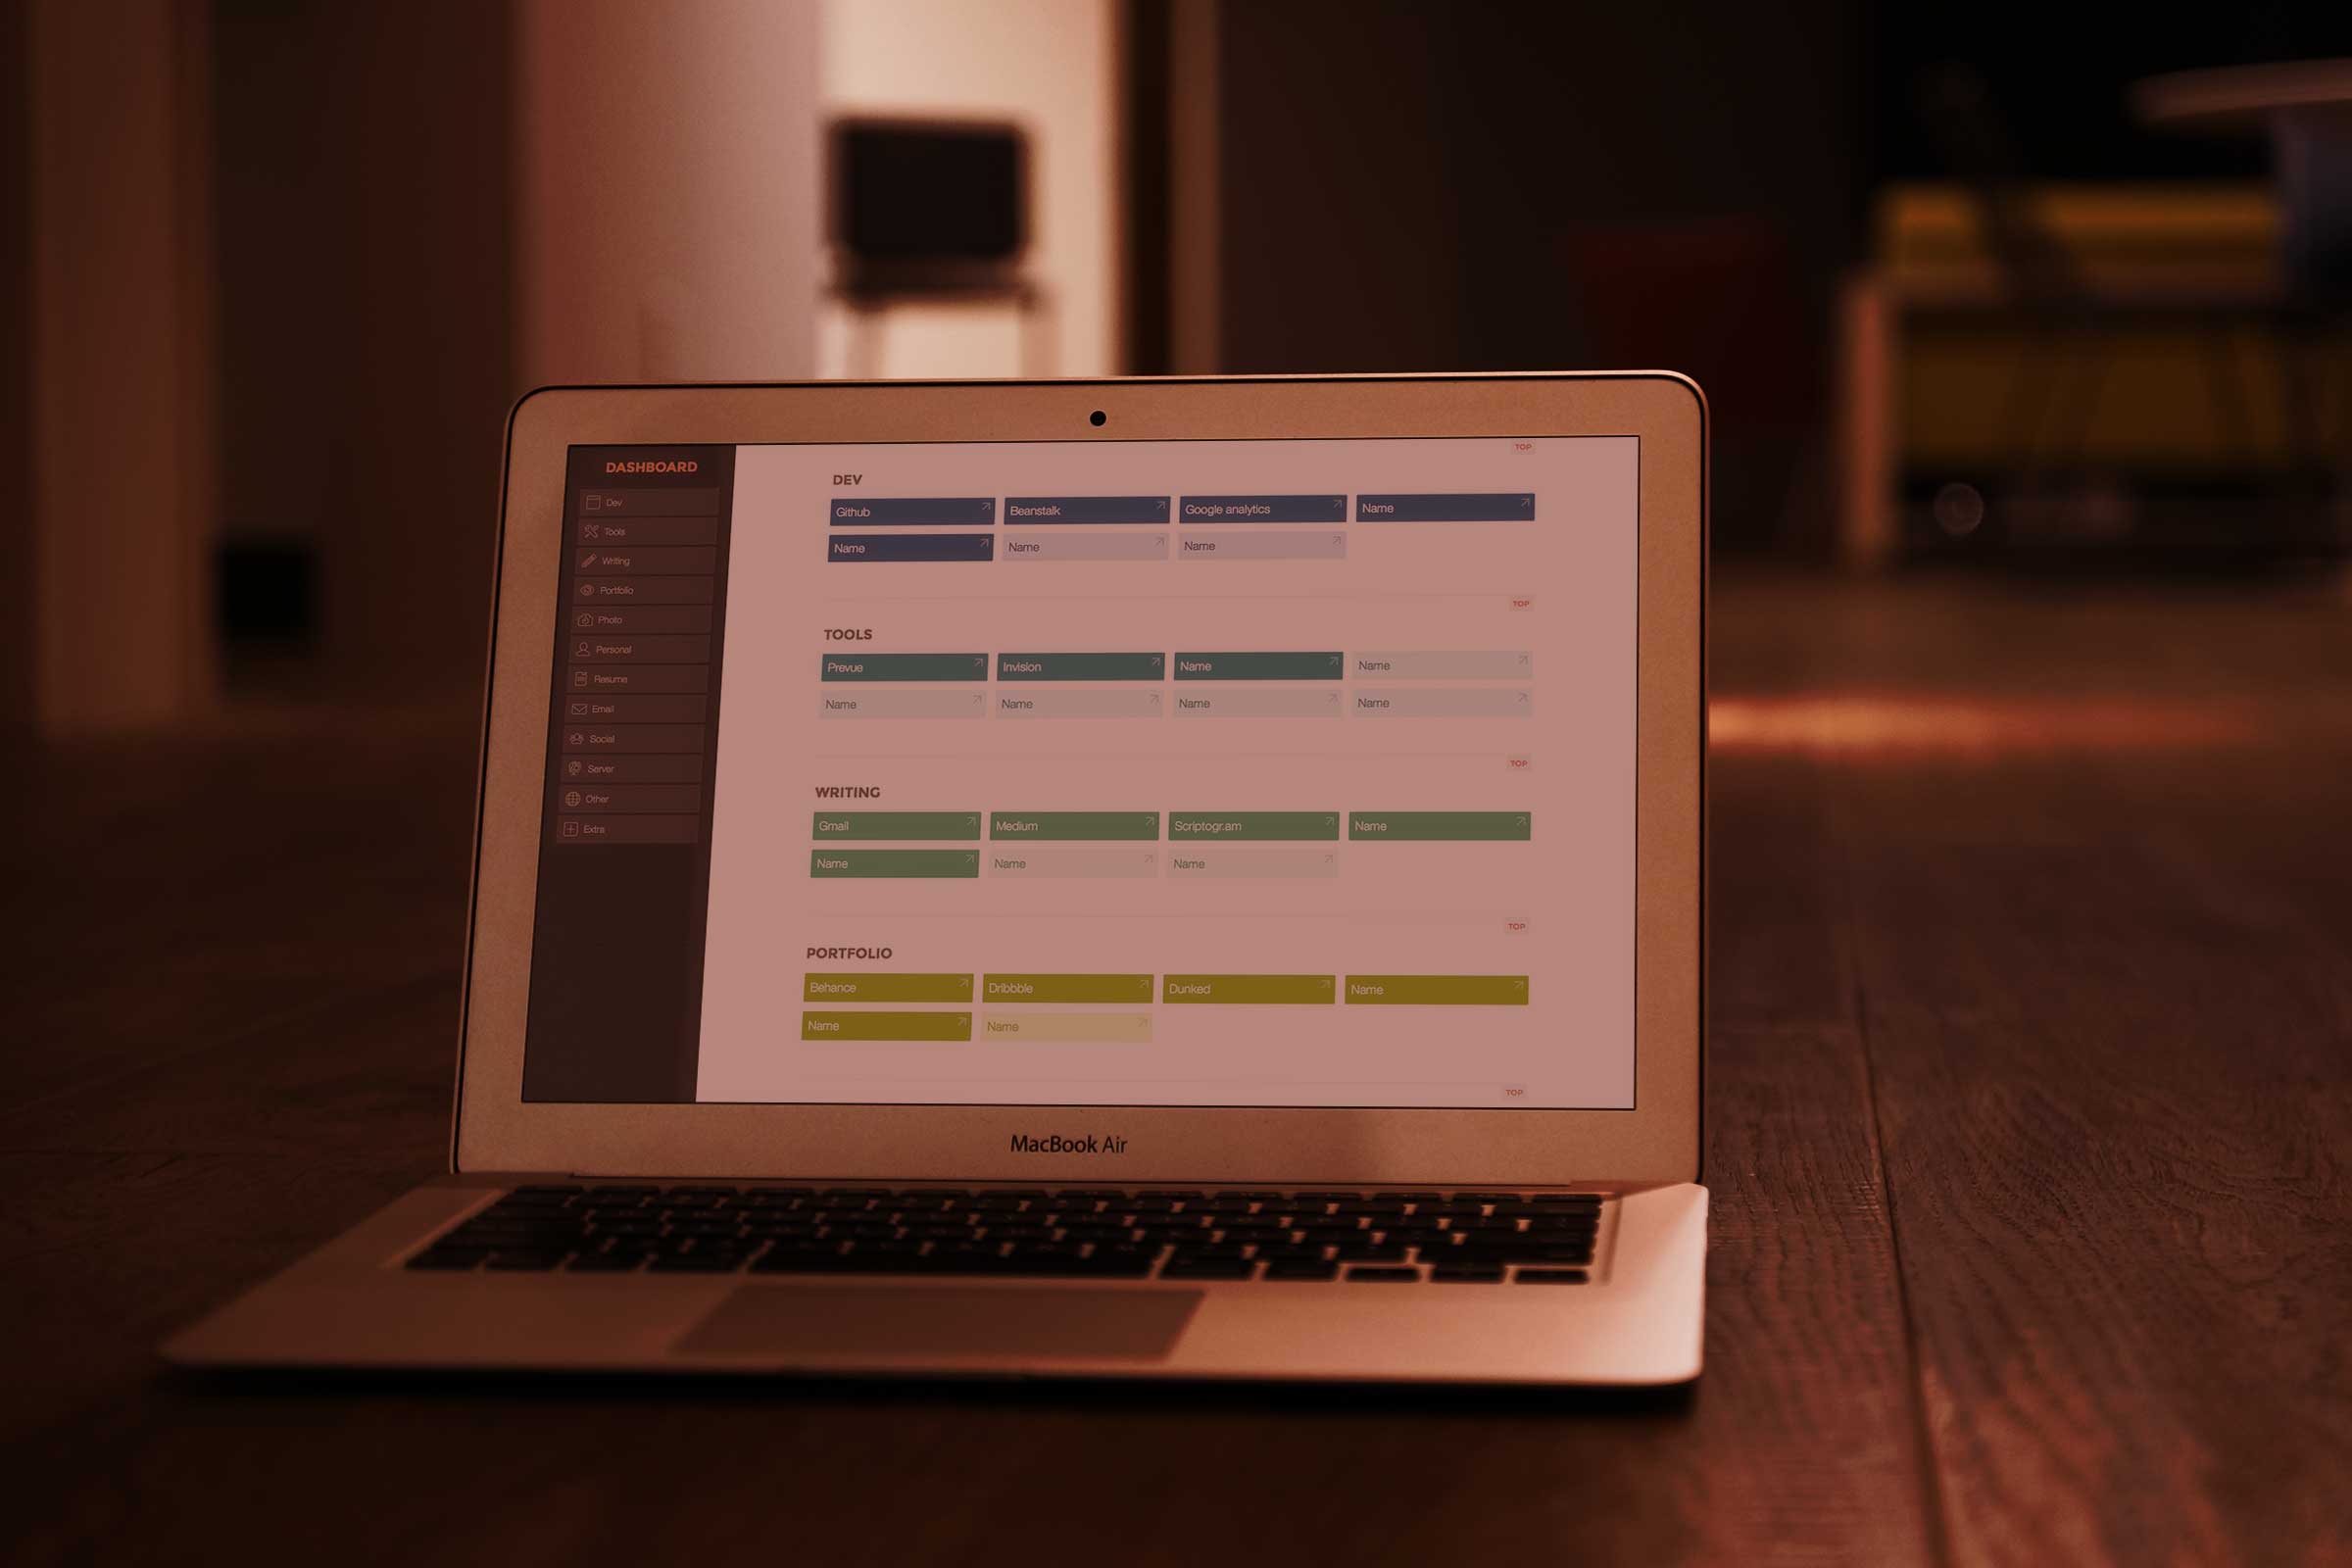 DASHBOARD
Dev
Tools
Writing
Portfolio
Photo
Personal
Resume
Email
Social
Server
Other
Extra
TOP
DEV
Github Beanstalk Google analytics Name
Name Name Name
TOP
TOOLS
Prevue Invision Name Name
Name Name Name Name
TOP
WRITING
Gmail Medium Scriptogr.am Name
Name Name Name
TOP
PORTFOLIO
Behance Dribbble Dunked Name
Name Name
TOP
MacBook Air